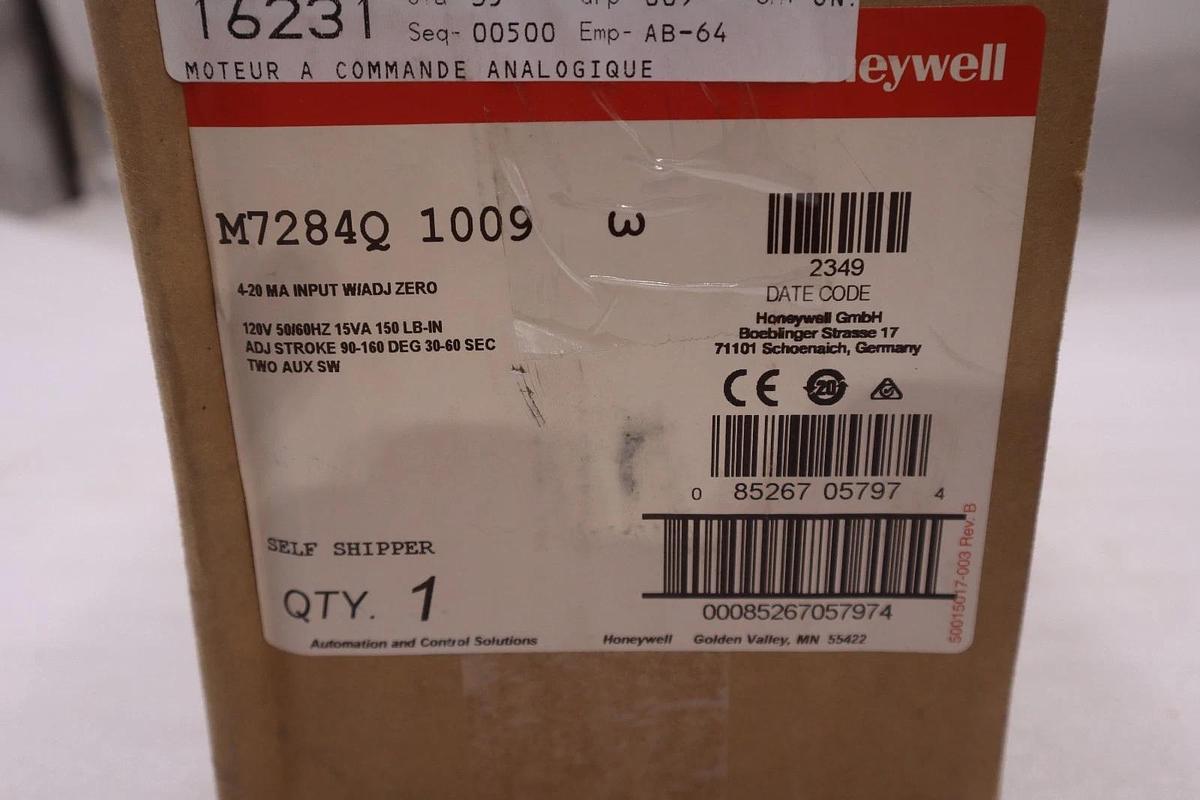 16231
Seq- 00500 Emp- AB-64
MOTEUR A COMMANDE ANALOGIQUE
eywell
M7284Q 1009 3
4-20 MA INPUT W/ADJ ZERO
120V 50/60HZ 15VA 150 LB-IN
ADJ STROKE 90-160 DEG 30-60 SEC
TWO AUX SW
2349
DATE CODE
Honeywell GmbH
Boeblinger Strasse 17
71101 Schoenaich, Germany
CE 20
0 85267 05797 4
SELF SHIPPER
QTY. 1
00085267057974
50015017-003 Rev. B
Automation and Control Solutions Honeywell Golden Valley, MN 55422